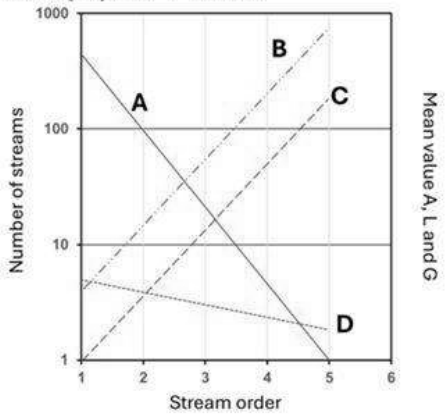 1000
B
C
A
100
10
D
1
1 2 3 4 5 6
Number of streams
Mean value A, L and G
Stream order